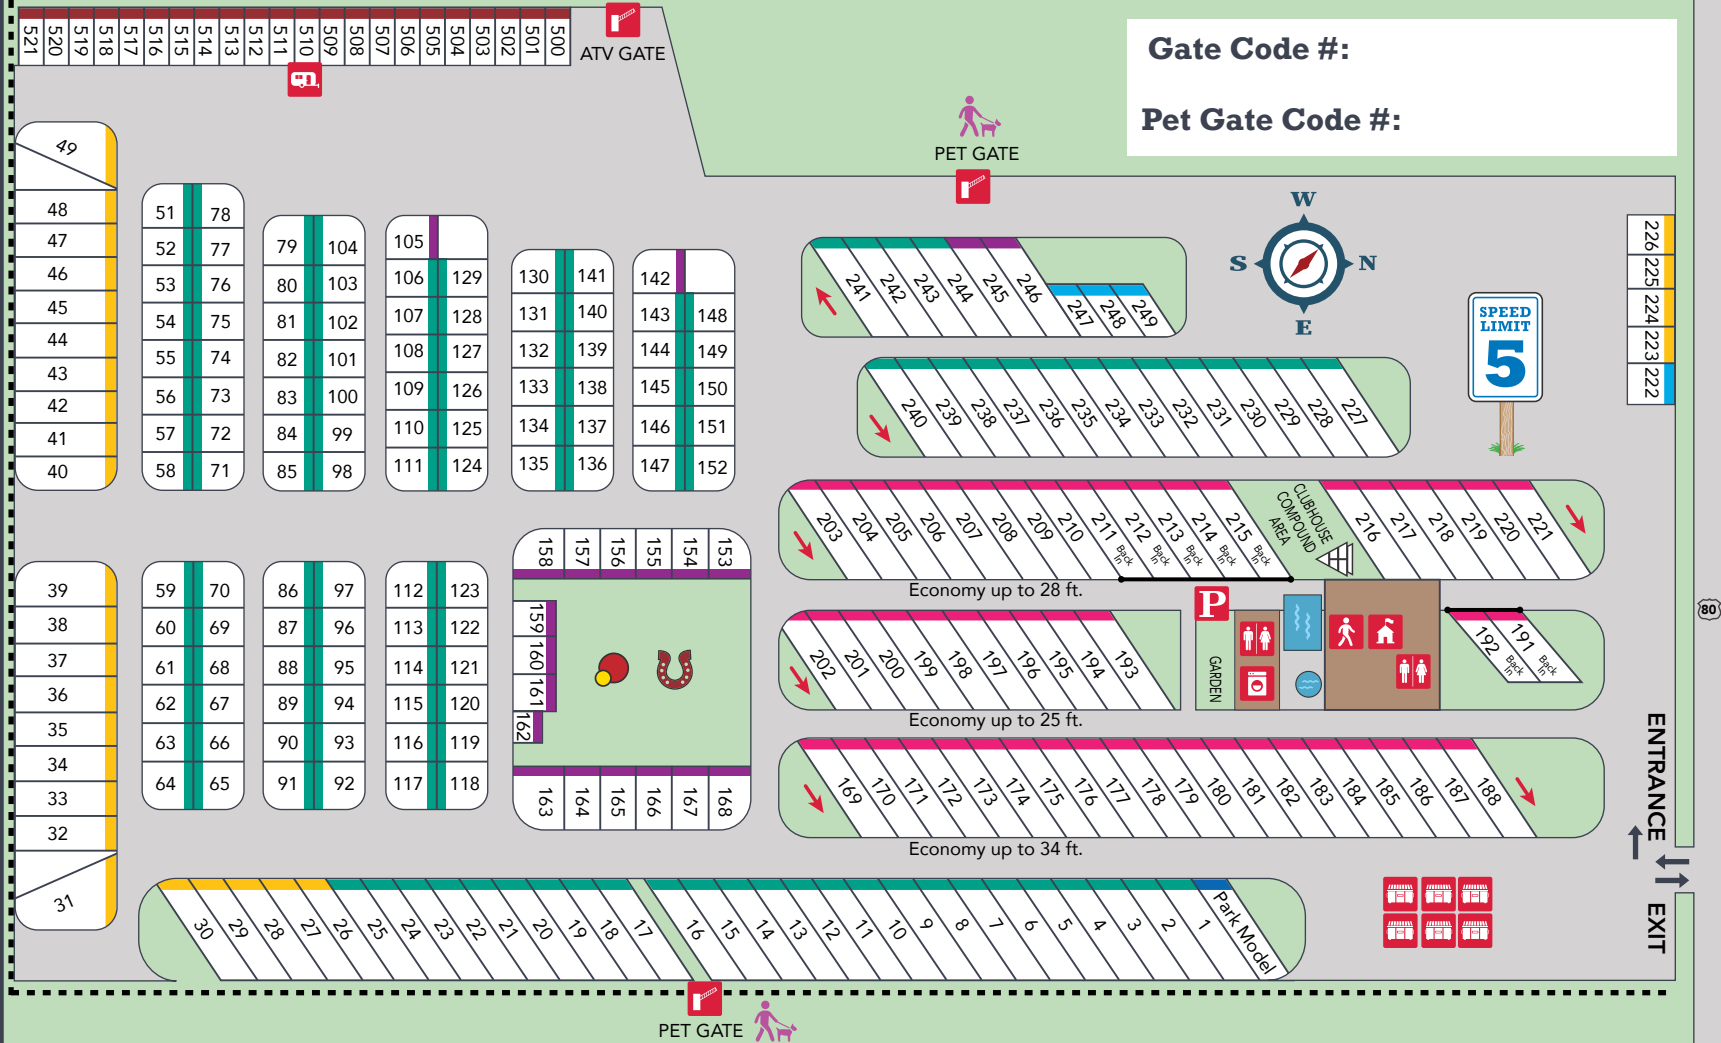 521 520 519 518 517 516 515 514 513 512 511 510 509 508 507 506 505 504 503 502 501 500
ATV GATE
Gate Code #:
Pet Gate Code #:
PET GATE
49
48
47
46
45
44
43
42
41
40
51 78
52 77
53 76
54 75
55 74
56 73
57 72
58 71
79 104
80 103
81 102
82 101
83 100
84 99
85 98
105
106 129
107 128
108 127
109 126
110 125
111 124
130 141
131 140
132 139
133 138
134 137
135 136
142
143 148
144 149
145 150
146 151
147 152
241 242 243 244 245 246 247 248 249
W
S N
E
SPEED
LIMIT
5
226
225
224
223
222
240 239 238 237 236 235 234 233 232 231 230 229 228 227
203 204 205 206 207 208 209 210 211 212 213 214 215
Back In
Back In
Back In
Back In
Back In
CLUBHOUSE
COMPOUND
AREA
216 217 218 219 220 221
Economy up to 28 ft.
39
38
37
36
35
34
33
32
31
59 70
60 69
61 68
62 67
63 66
64 65
86 97
87 96
88 95
89 94
90 93
91 92
112 123
113 122
114 121
115 120
116 119
117 118
158 157 156 155 154 153
159
160
161
162
163 164 165 166 167 168
202 201 200 199 198 197 196 195 194 193
P
GARDEN
192 191
Back In
Back In
80
Economy up to 25 ft.
169 170 171 172 173 174 175 176 177 178 179 180 181 182 183 184 185 186 187 188
Economy up to 34 ft.
ENTRANCE
EXIT
30 29 28 27 26 25 24 23 22 21 20 19 18 17 16 15 14 13 12 11 10 9 8 7 6 5 4 3 2 1 Park Model
PET GATE